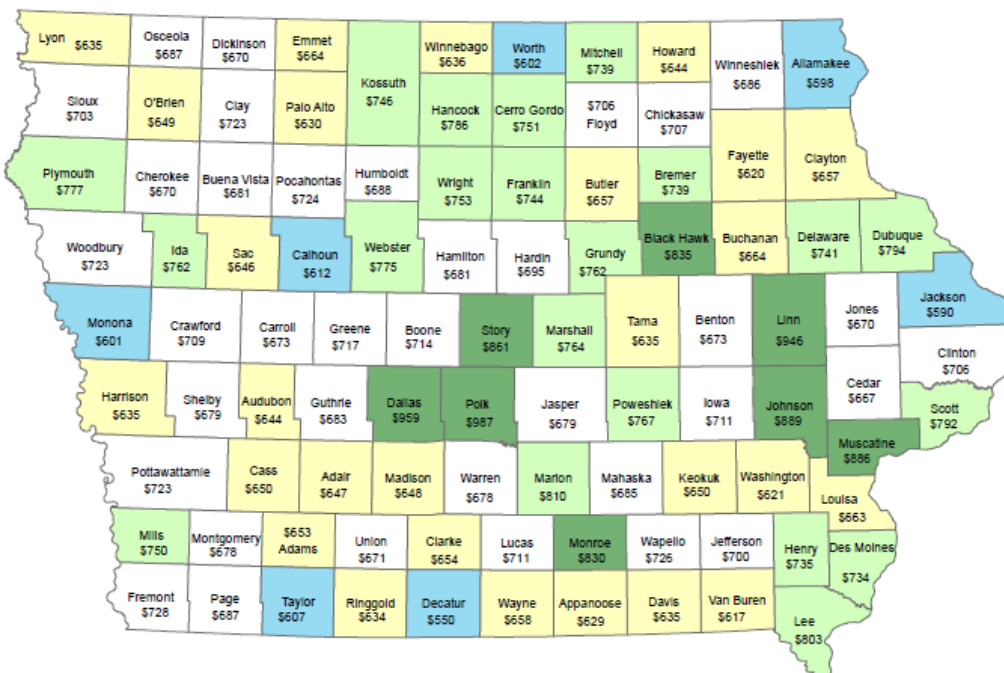 Lyon $635
Osceola
$687
Dickinson
$670
Emmet
$664
Kossuth
$746
Winnebago
$636
Worth
$602
Mitchell
$739
Howard
$644
Winneshiek
$686
Allamakee
$598
Sioux
$703
O'Brien
$649
Clay
$723
Palo Alto
$630
Hancock
$786
Cerro Gordo
$751
$706
Floyd
Chickasaw
$707
Fayette
$620
Clayton
$657
Plymouth
$777
Cherokee
$670
Buena Vista
$681
Pocahontas
$724
Humboldt
$688
Wright
$753
Franklin
$744
Butler
$657
Bremer
$739
Woodbury
$723
Ida
$762
Sac
$646
Calhoun
$612
Webster
$775
Hamilton
$681
Hardin
$695
Grundy
$762
Black Hawk
$835
Buchanan
$664
Delaware
$741
Dubuque
$794
Monona
$601
Crawford
$709
Carroll
$673
Greene
$717
Boone
$714
Story
$861
Marshall
$764
Tama
$635
Benton
$673
Linn
$946
Jones
$670
Jackson
$590
Clinton
$706
Harrison
$635
Shelby
$679
Audubon
$644
Guthrie
$683
Dallas
$959
Polk
$987
Jasper
$679
Poweshiek
$767
Iowa
$711
Johnson
$889
Cedar
$667
Scott
$792
Muscatine
$886
Pottawattamie
$723
Cass
$650
Adair
$647
Madison
$648
Warren
$678
Marion
$810
Mahaska
$685
Keokuk
$650
Washington
$621
Louisa
$663
Mills
$750
Montgomery
$678
$653
Adams
Union
$671
Clarke
$654
Lucas
$711
Monroe
$830
Wapello
$726
Jefferson
$700
Henry
$735
Des Moines
$734
Fremont
$728
Page
$687
Taylor
$607
Ringgold
$634
Decatur
$550
Wayne
$658
Appanoose
$629
Davis
$635
Van Buren
$617
Lee
$803